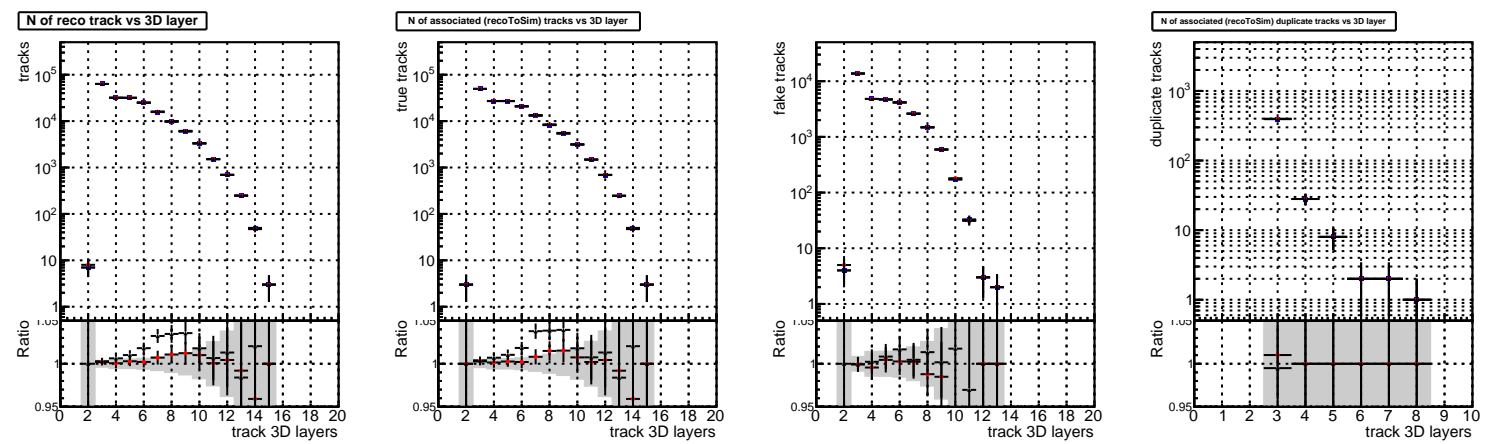 N of reco track vs 3D layer
N of associated (recoToSim) tracks vs 3D layer
N of associated (recoToSim) duplicate tracks vs 3D layer
tracks
10^5
10^4
10^3
10^2
10
1
Ratio
1.05
1
0.95
0 2 4 6 8 10 12 14 16 18 20
track 3D layers
true tracks
10^5
10^4
10^3
10^2
10
1
Ratio
1.05
1
0.95
0 2 4 6 8 10 12 14 16 18 20
track 3D layers
fake tracks
10^4
10^3
10^2
10
1
Ratio
1.05
1
0.95
0 2 4 6 8 10 12 14 16 18 20
track 3D layers
duplicate tracks
10^3
10^2
10
1
Ratio
1.05
1
0.95
0 1 2 3 4 5 6 7 8 9 10
track 3D layers